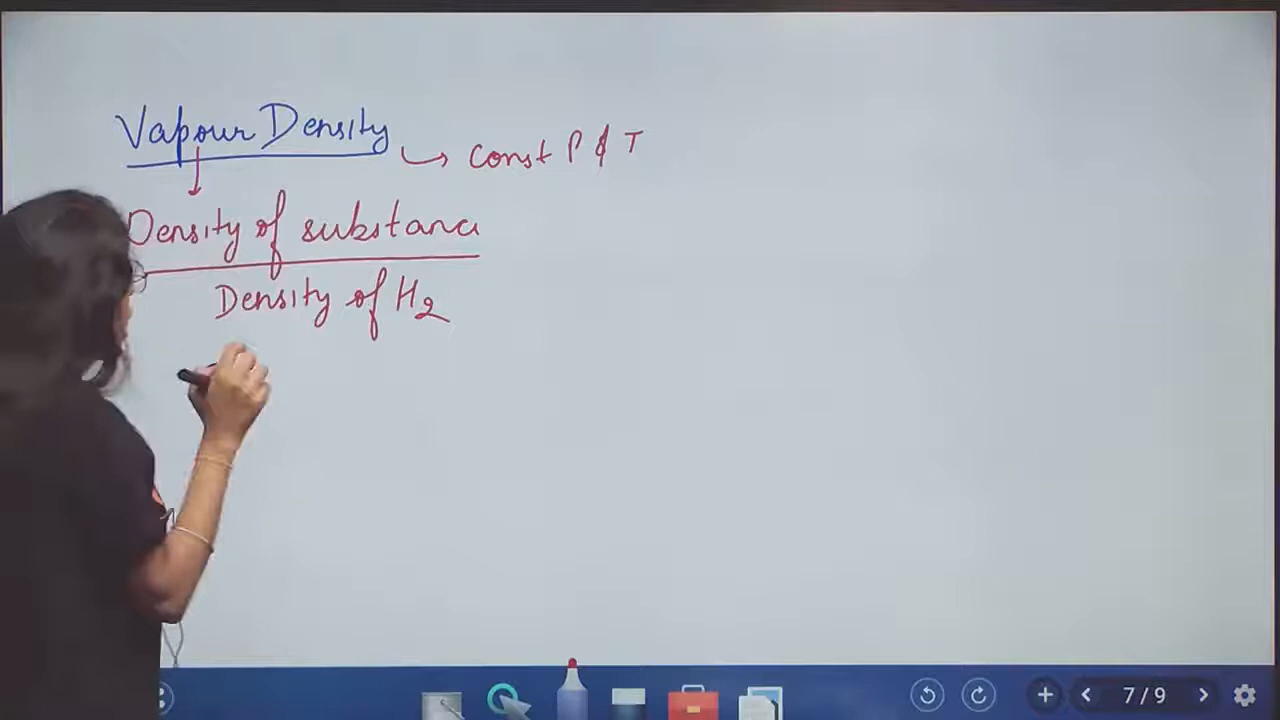 Vapour Density
const P & T
Density of substance
Density of H2
7/9